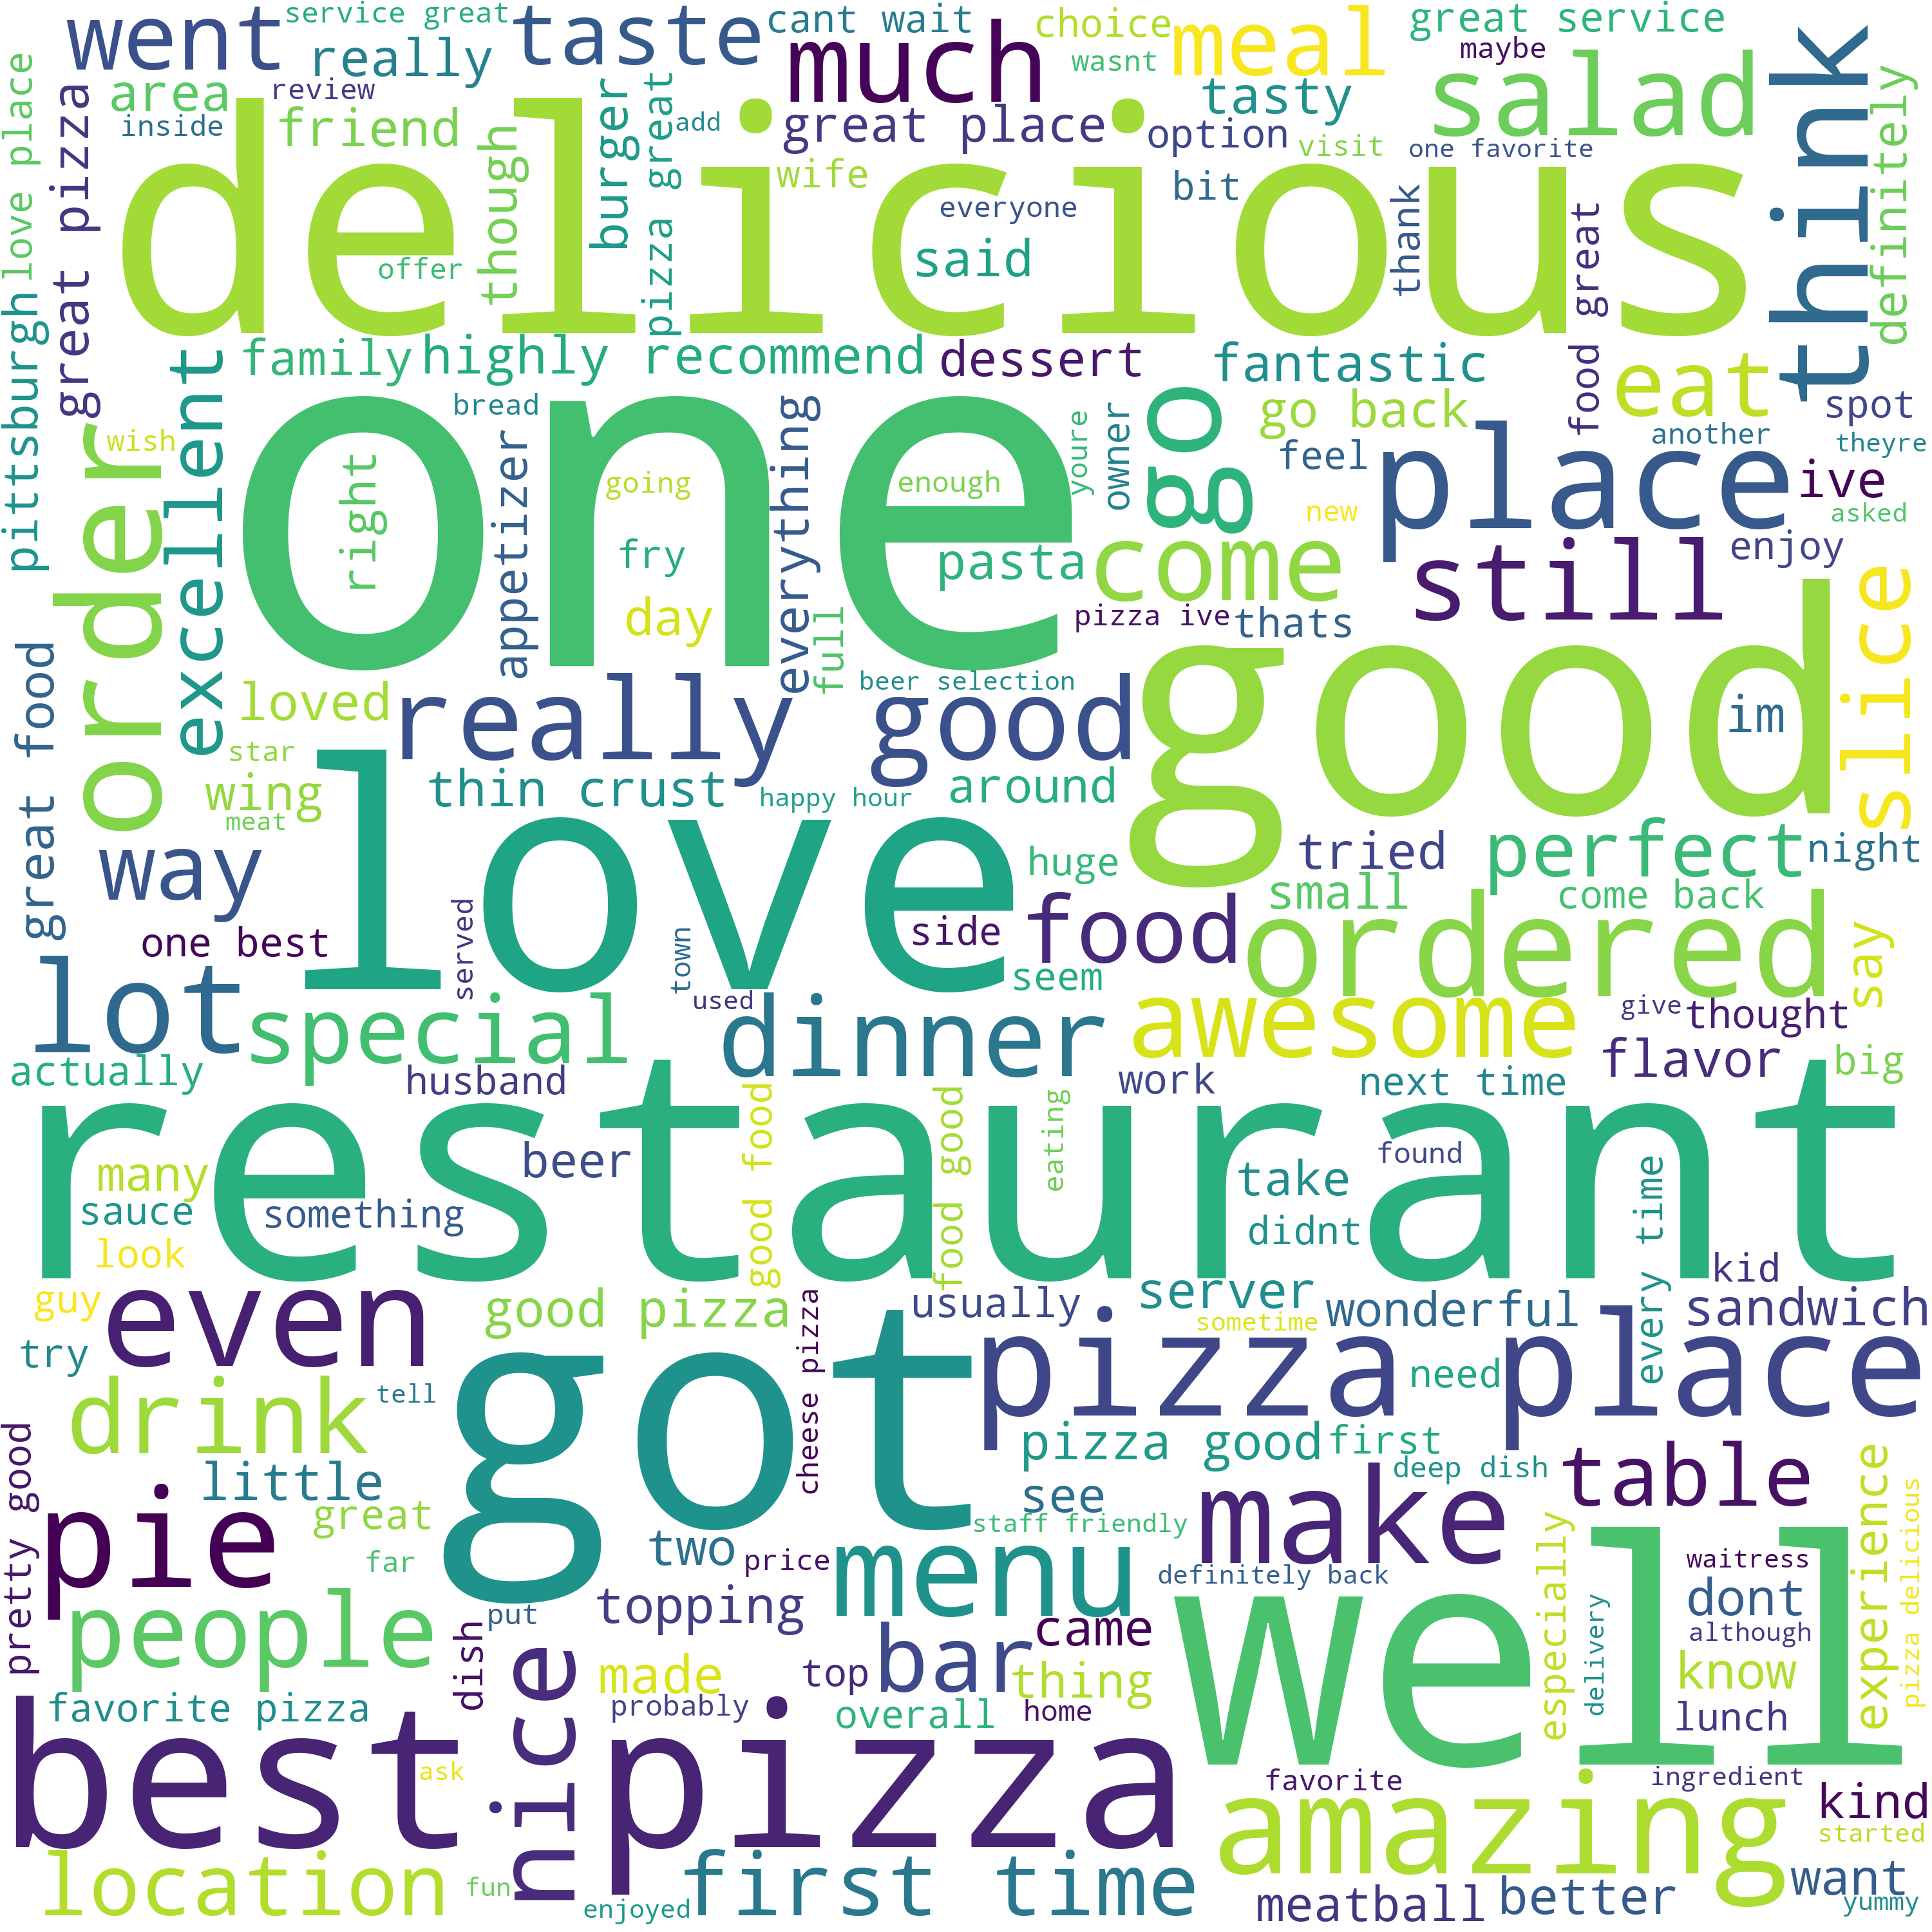 went
service great
really
taste
cant wait
much
choice
wasnt
meal
great service
maybe
salad
think
love place
area
review
inside
friend
though
burger
pizza great
add
great place
tasty
option
visit
one favorite
definitely
great pizza
delicious
wife
bit
everyone
said
thank
food great
offer
pittsburgh
excellent
family
highly recommend
dessert
fantastic
eat
go back
spot
order
wish
one
bread
right
appetizer
going
everything
enough
youre
owner
go
feel
another
theyre
place
ive
asked
new
fry
pasta
come
still
enjoy
day
full
pizza ive
thats
slice
great food
loved
really good
beer selection
good
im
star
wing
meat
thin crust
happy hour
around
love
way
huge
tried
perfect
night
small
come back
one best
served
side
food
ordered
say
lot
special
town
used
seem
dinner
awesome
give
thought
flavor
actually
husband
work
next time
big
restaurant
many
sauce
look
something
beer
good food
food good
eating
take
didnt
found
every time
kid
guy
try
even
good pizza
cheese pizza
usually
server
sometime
wonderful
sandwich
drink
tell
got
pizza place
need
pizza good
first
deep dish
table
pretty good
little
great
far
pie
see
staff friendly
two
price
menu
make
definitely back
especially
delivery
waitress
dont
although
experience
pizza delicious
people
dish
put
topping
came
bar
well
know
lunch
made
top
thing
favorite pizza
probably
overall
home
best
ask
nice
pizza
favorite
ingredient
amazing
kind
started
location
fun
enjoyed
first time
meatball
better
want
yummy